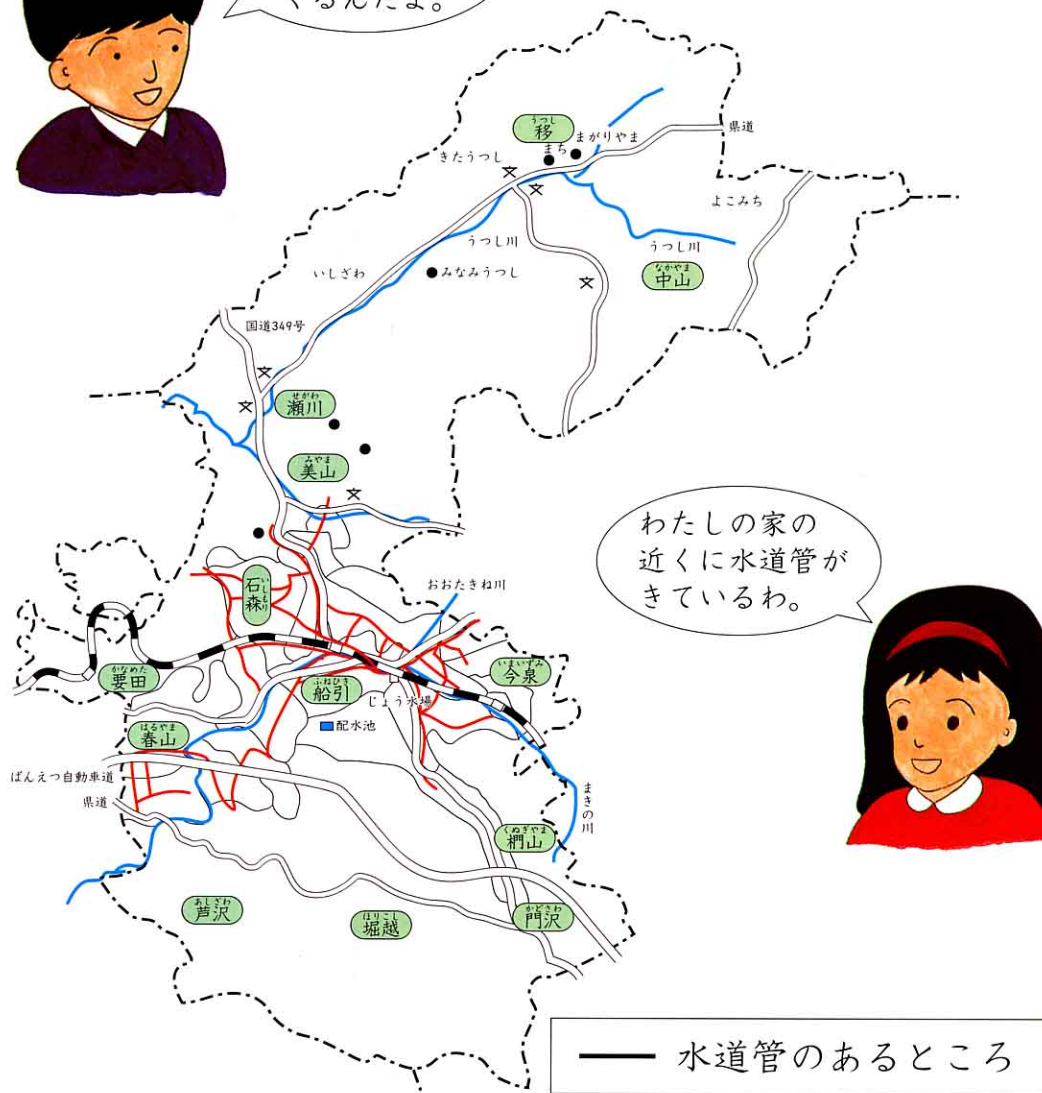 くるんだよ。
うつし
移
まち
まがりやま
県道
きたうつし
よこみち
うつし川
うつし川
いしざわ
みなみうつし
なかやま
中山
国道349号
せがわ
瀬川
みやま
美山
わたしの家の
近くに水道管が
きているわ。
いしもり
石森
おおたきね川
いまいずみ
今泉
かなめた
要田
ふねひき
船引
じょう水場
配水池
はるやま
春山
ばんえつ自動車道
県道
まきの川
くぬぎやま
椚山
あしざわ
芦沢
ほりこし
堀越
かどさわ
門沢
水道管のあるところ